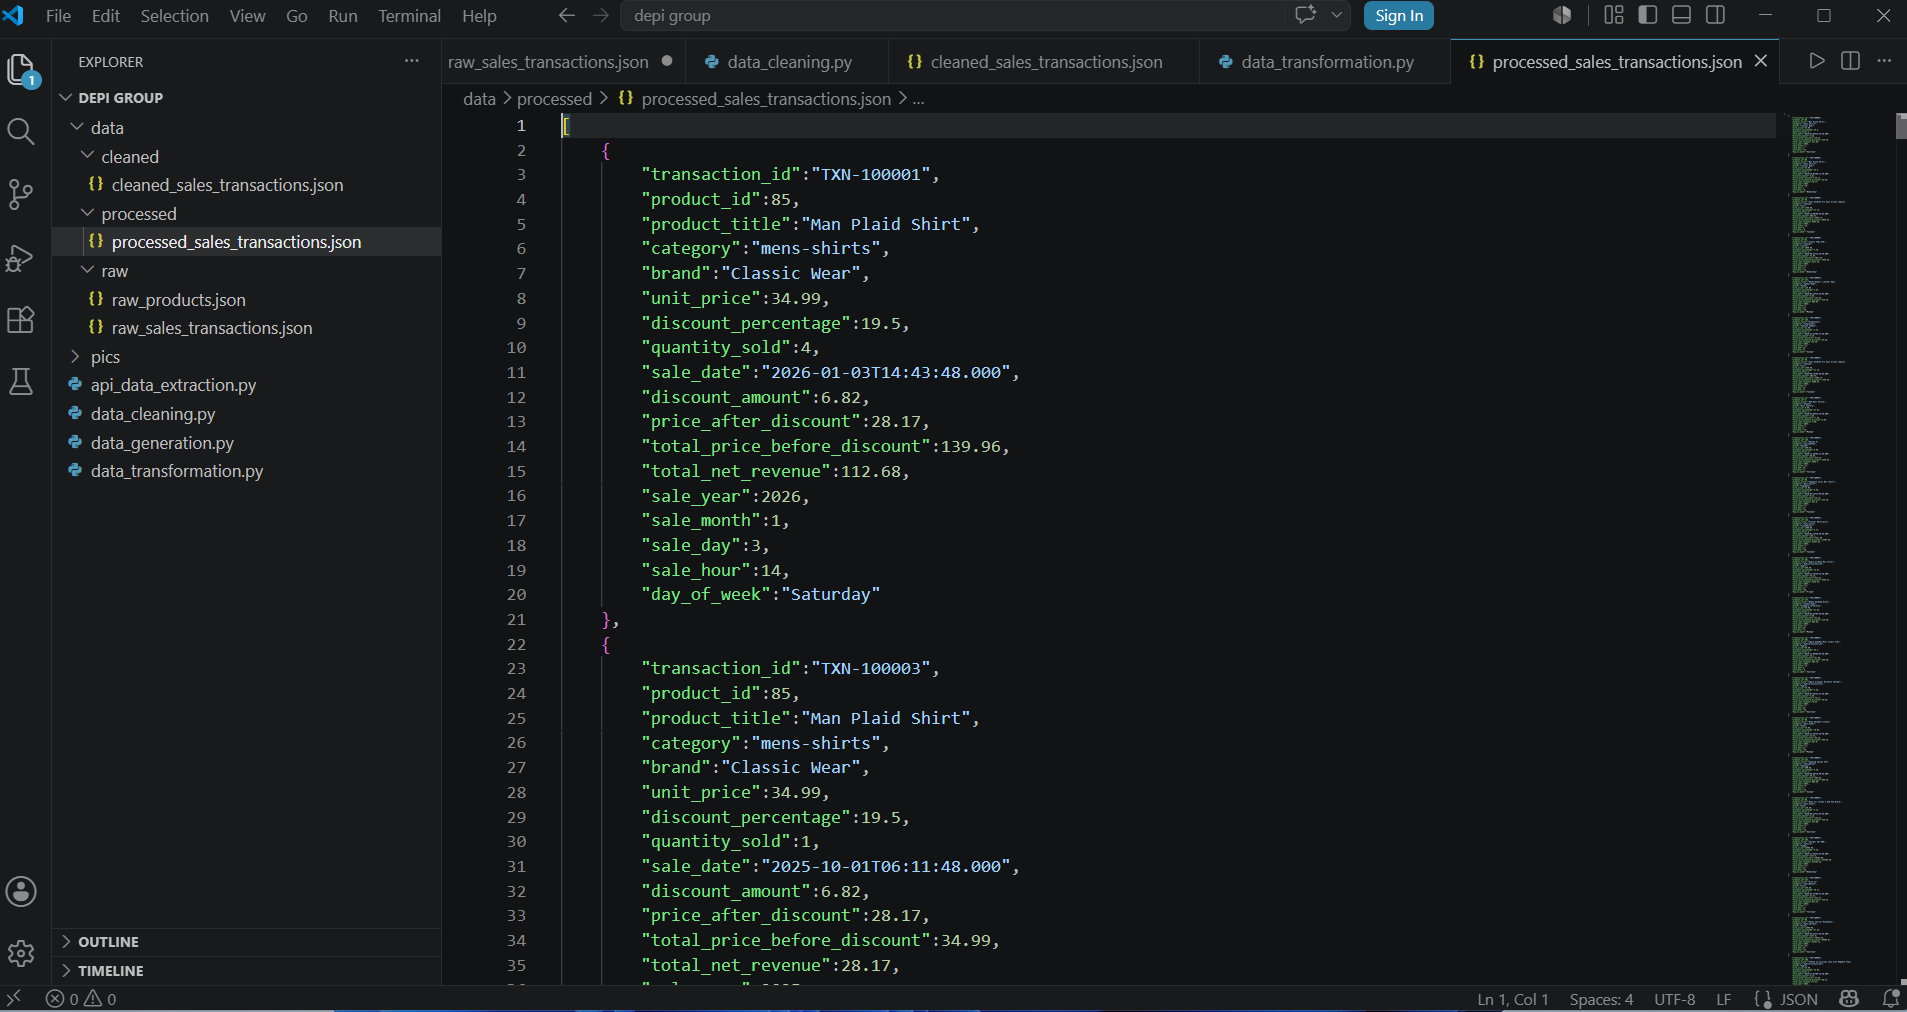 File Edit Selection View Go Run Terminal Help
depi group
Sign In
EXPLORER
1
DEPI GROUP
data
cleaned
cleaned_sales_transactions.json
processed
processed_sales_transactions.json
raw
raw_products.json
raw_sales_transactions.json
pics
api_data_extraction.py
data_cleaning.py
data_generation.py
data_transformation.py
OUTLINE
TIMELINE
raw_sales_transactions.json data_cleaning.py cleaned_sales_transactions.json data_transformation.py processed_sales_transactions.json
data > processed > {} processed_sales_transactions.json > ...
1 [
2 {
3 "transaction_id":"TXN-100001",
4 "product_id":85,
5 "product_title":"Man Plaid Shirt",
6 "category":"mens-shirts",
7 "brand":"Classic Wear",
8 "unit_price":34.99,
9 "discount_percentage":19.5,
10 "quantity_sold":4,
11 "sale_date":"2026-01-03T14:43:48.000",
12 "discount_amount":6.82,
13 "price_after_discount":28.17,
14 "total_price_before_discount":139.96,
15 "total_net_revenue":112.68,
16 "sale_year":2026,
17 "sale_month":1,
18 "sale_day":3,
19 "sale_hour":14,
20 "day_of_week":"Saturday"
21 },
22 {
23 "transaction_id":"TXN-100003",
24 "product_id":85,
25 "product_title":"Man Plaid Shirt",
26 "category":"mens-shirts",
27 "brand":"Classic Wear",
28 "unit_price":34.99,
29 "discount_percentage":19.5,
30 "quantity_sold":1,
31 "sale_date":"2025-10-01T06:11:48.000",
32 "discount_amount":6.82,
33 "price_after_discount":28.17,
34 "total_price_before_discount":34.99,
35 "total_net_revenue":28.17,
0 0
Ln 1, Col 1 Spaces: 4 UTF-8 LF {} JSON